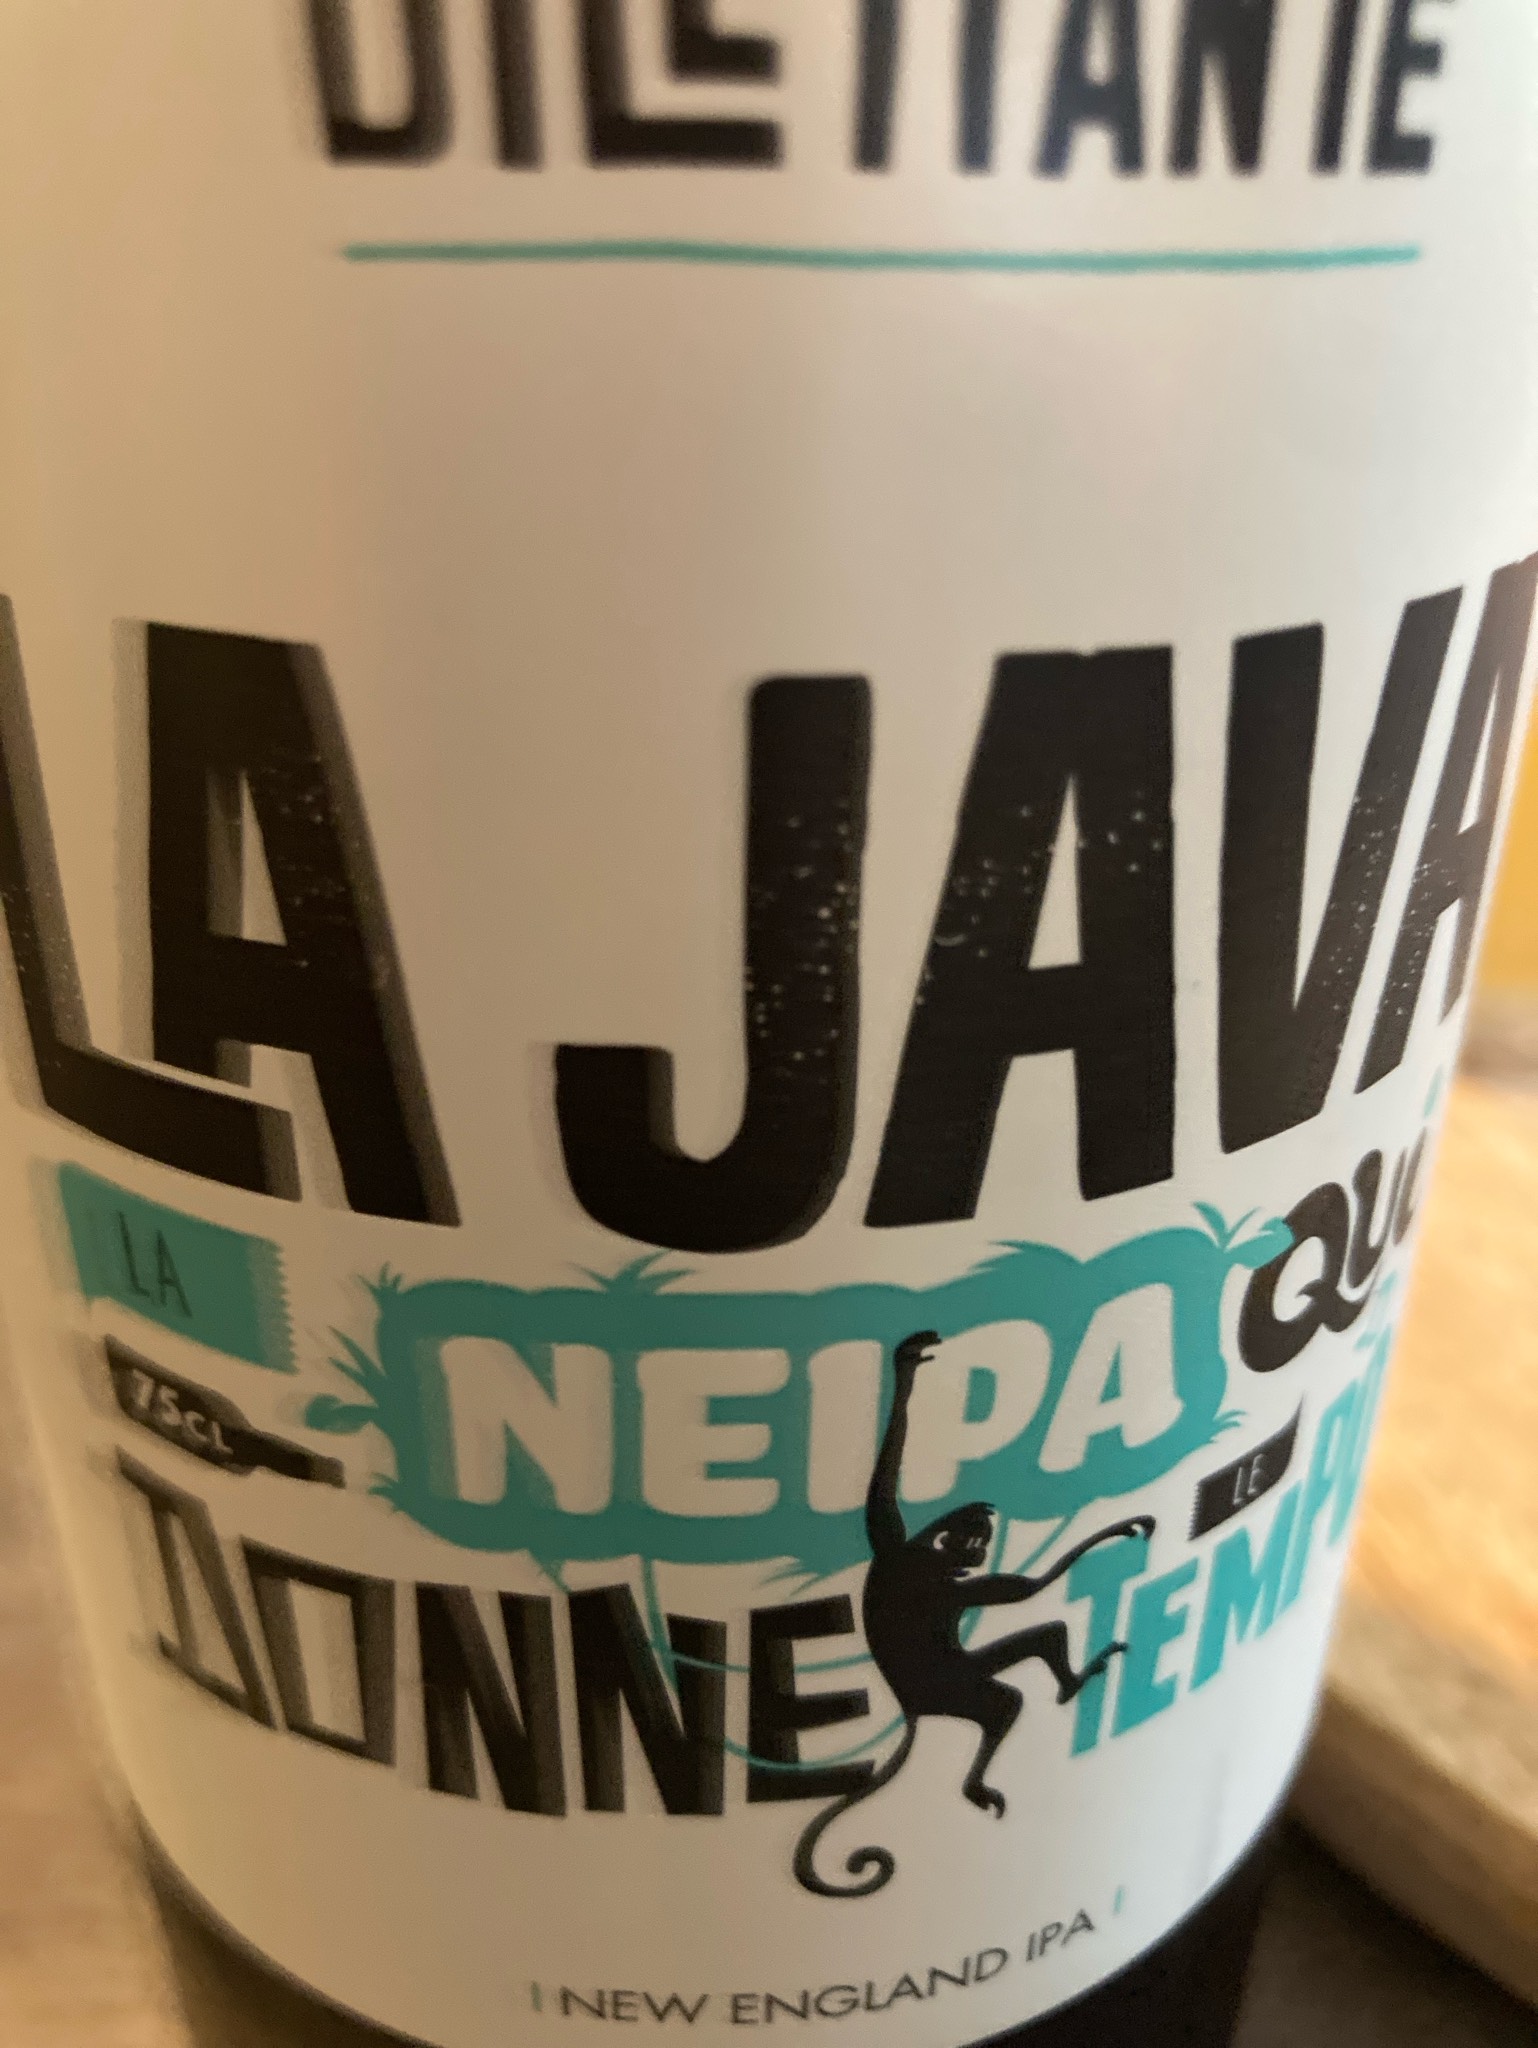 DILETTANTE
LA JAVA
LA
NEIPA
75CL
DONNE
LE
NEW ENGLAND IPA